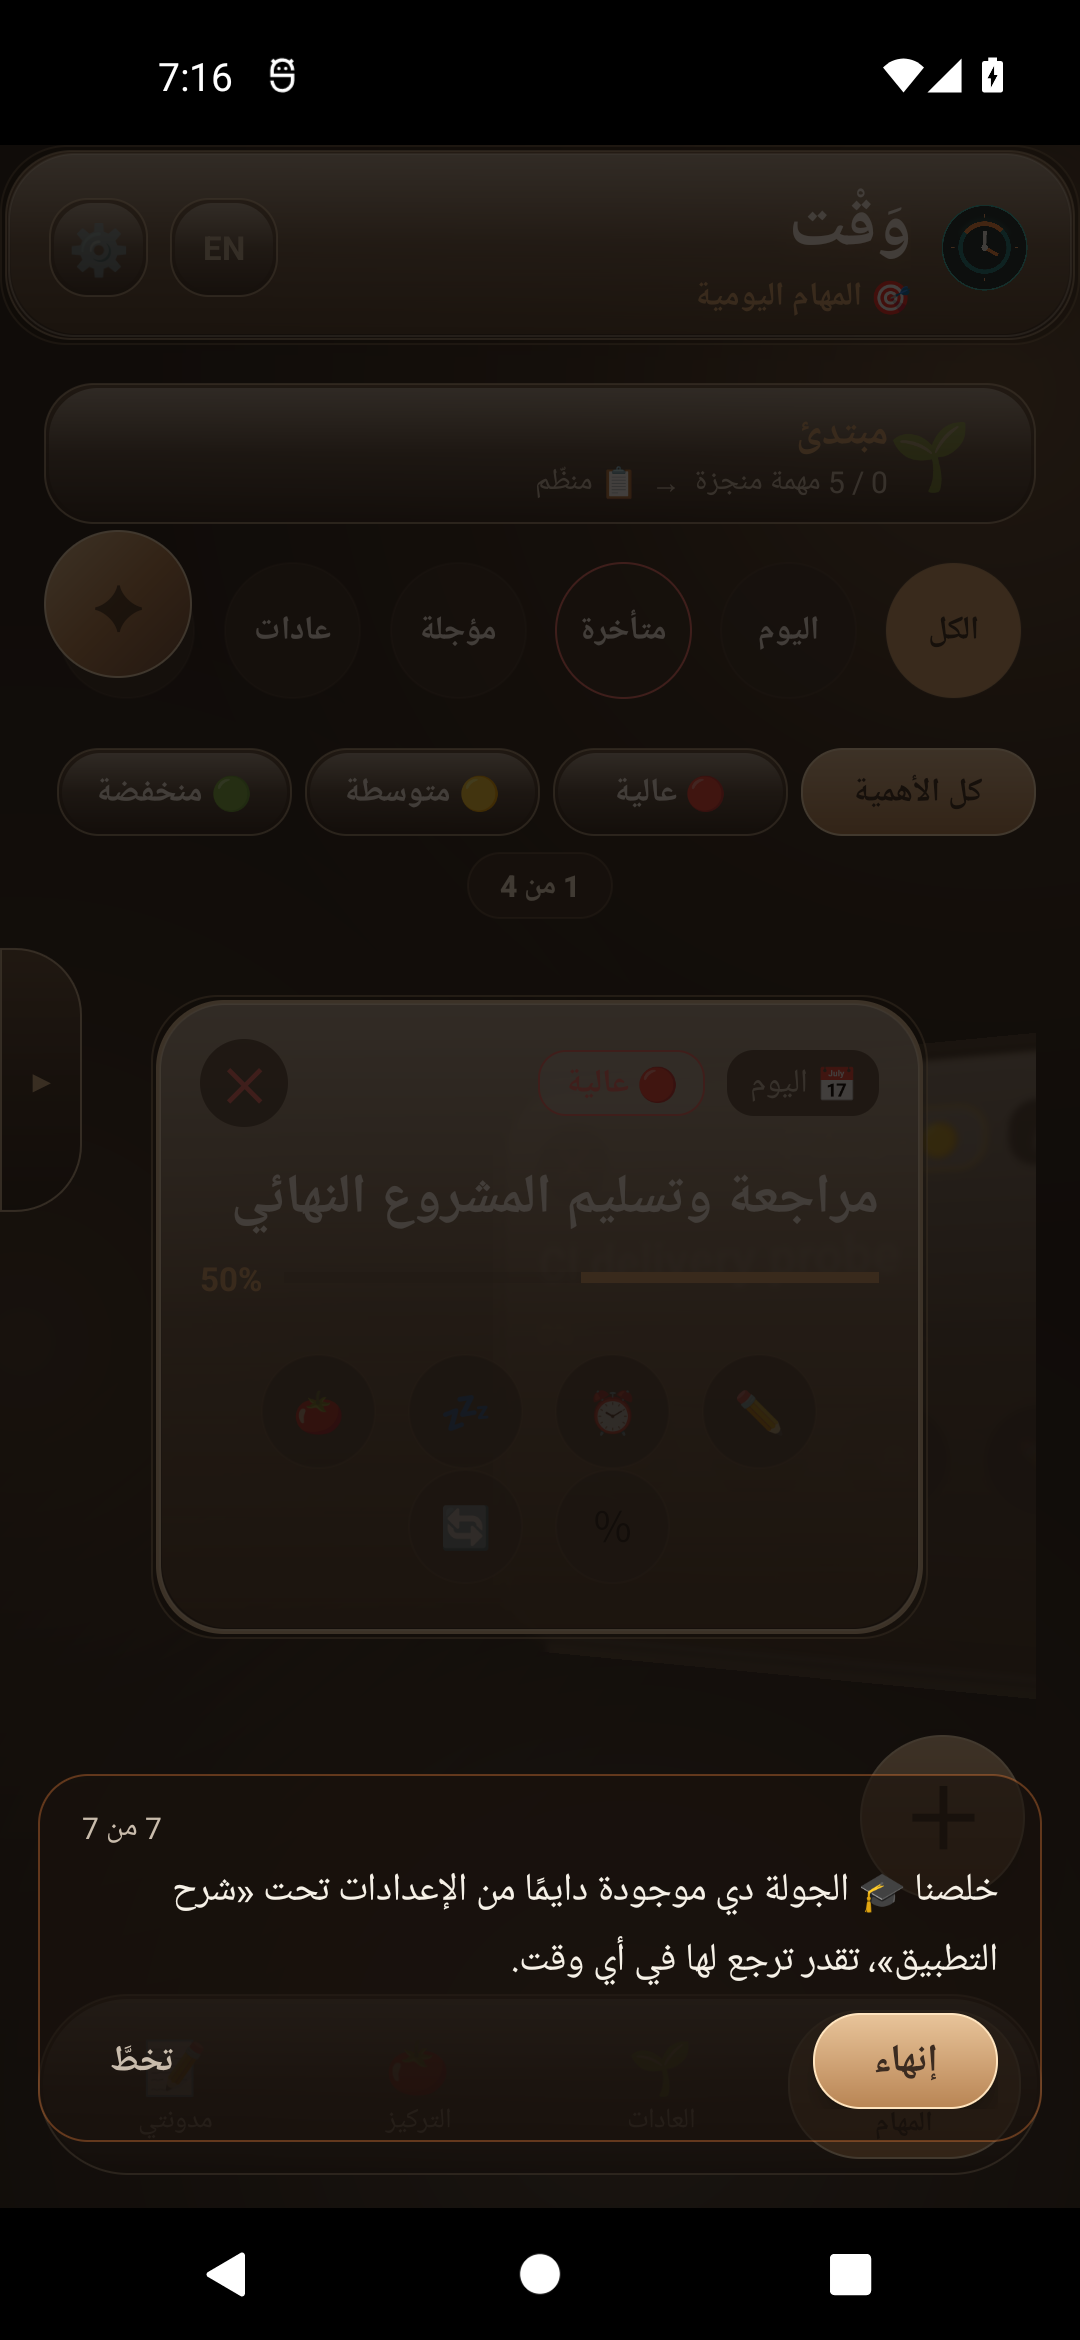 7:16
وَقْت
🎯 المهام اليومية
EN
مبتدئ
0 / 5 مهمة منجزة → 📋 منظّم
الكل
اليوم
متأخرة
مؤجلة
عادات
كل الأهمية
🔴 عالية
🟡 متوسطة
🟢 منخفضة
1 من 4
📅 اليوم
🔴 عالية
مراجعة وتسليم المشروع النهائي
50%
%
7 من 7
خلصنا 🎓 الجولة دي موجودة دايمًا من الإعدادات تحت «شرح
التطبيق»، تقدر ترجع لها في أي وقت.
إنهاء
تخطَّ
المهام
العادات
التركيز
مدونتي